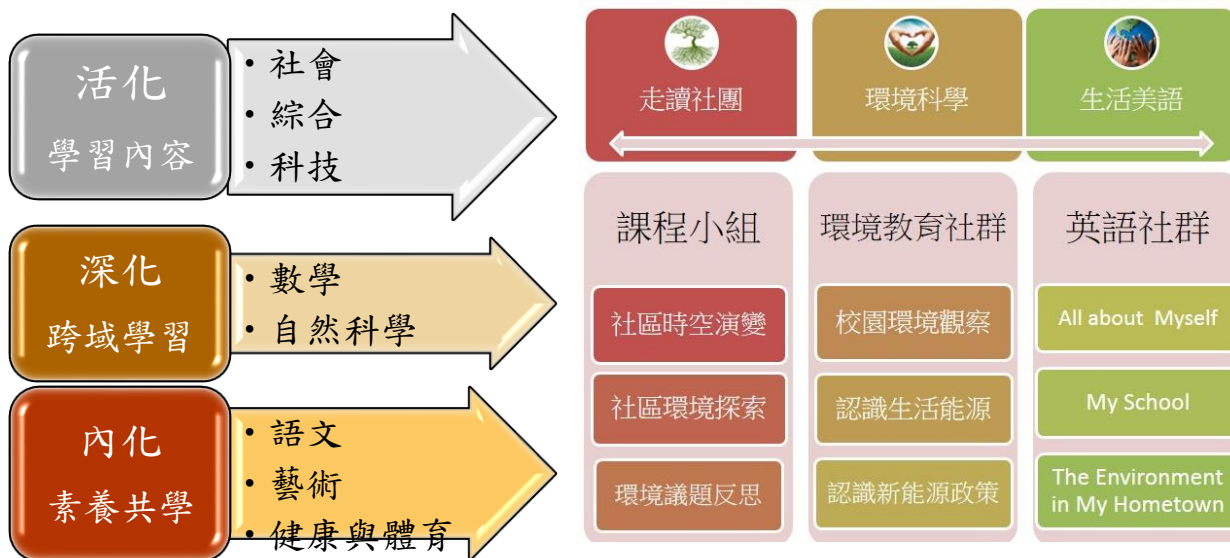 活化
學習內容
・社會
・綜合
・科技
深化
跨域學習
・數學
・自然科學
內化
素養共學
・語文
・藝術
・健康與體育
走讀社團
環境科學
生活美語
課程小組
社區時空演變
社區環境探索
環境議題反思
環境教育社群
校園環境觀察
認識生活能源
認識新能源政策
英語社群
All about Myself
My School
The Environment
in My Hometown